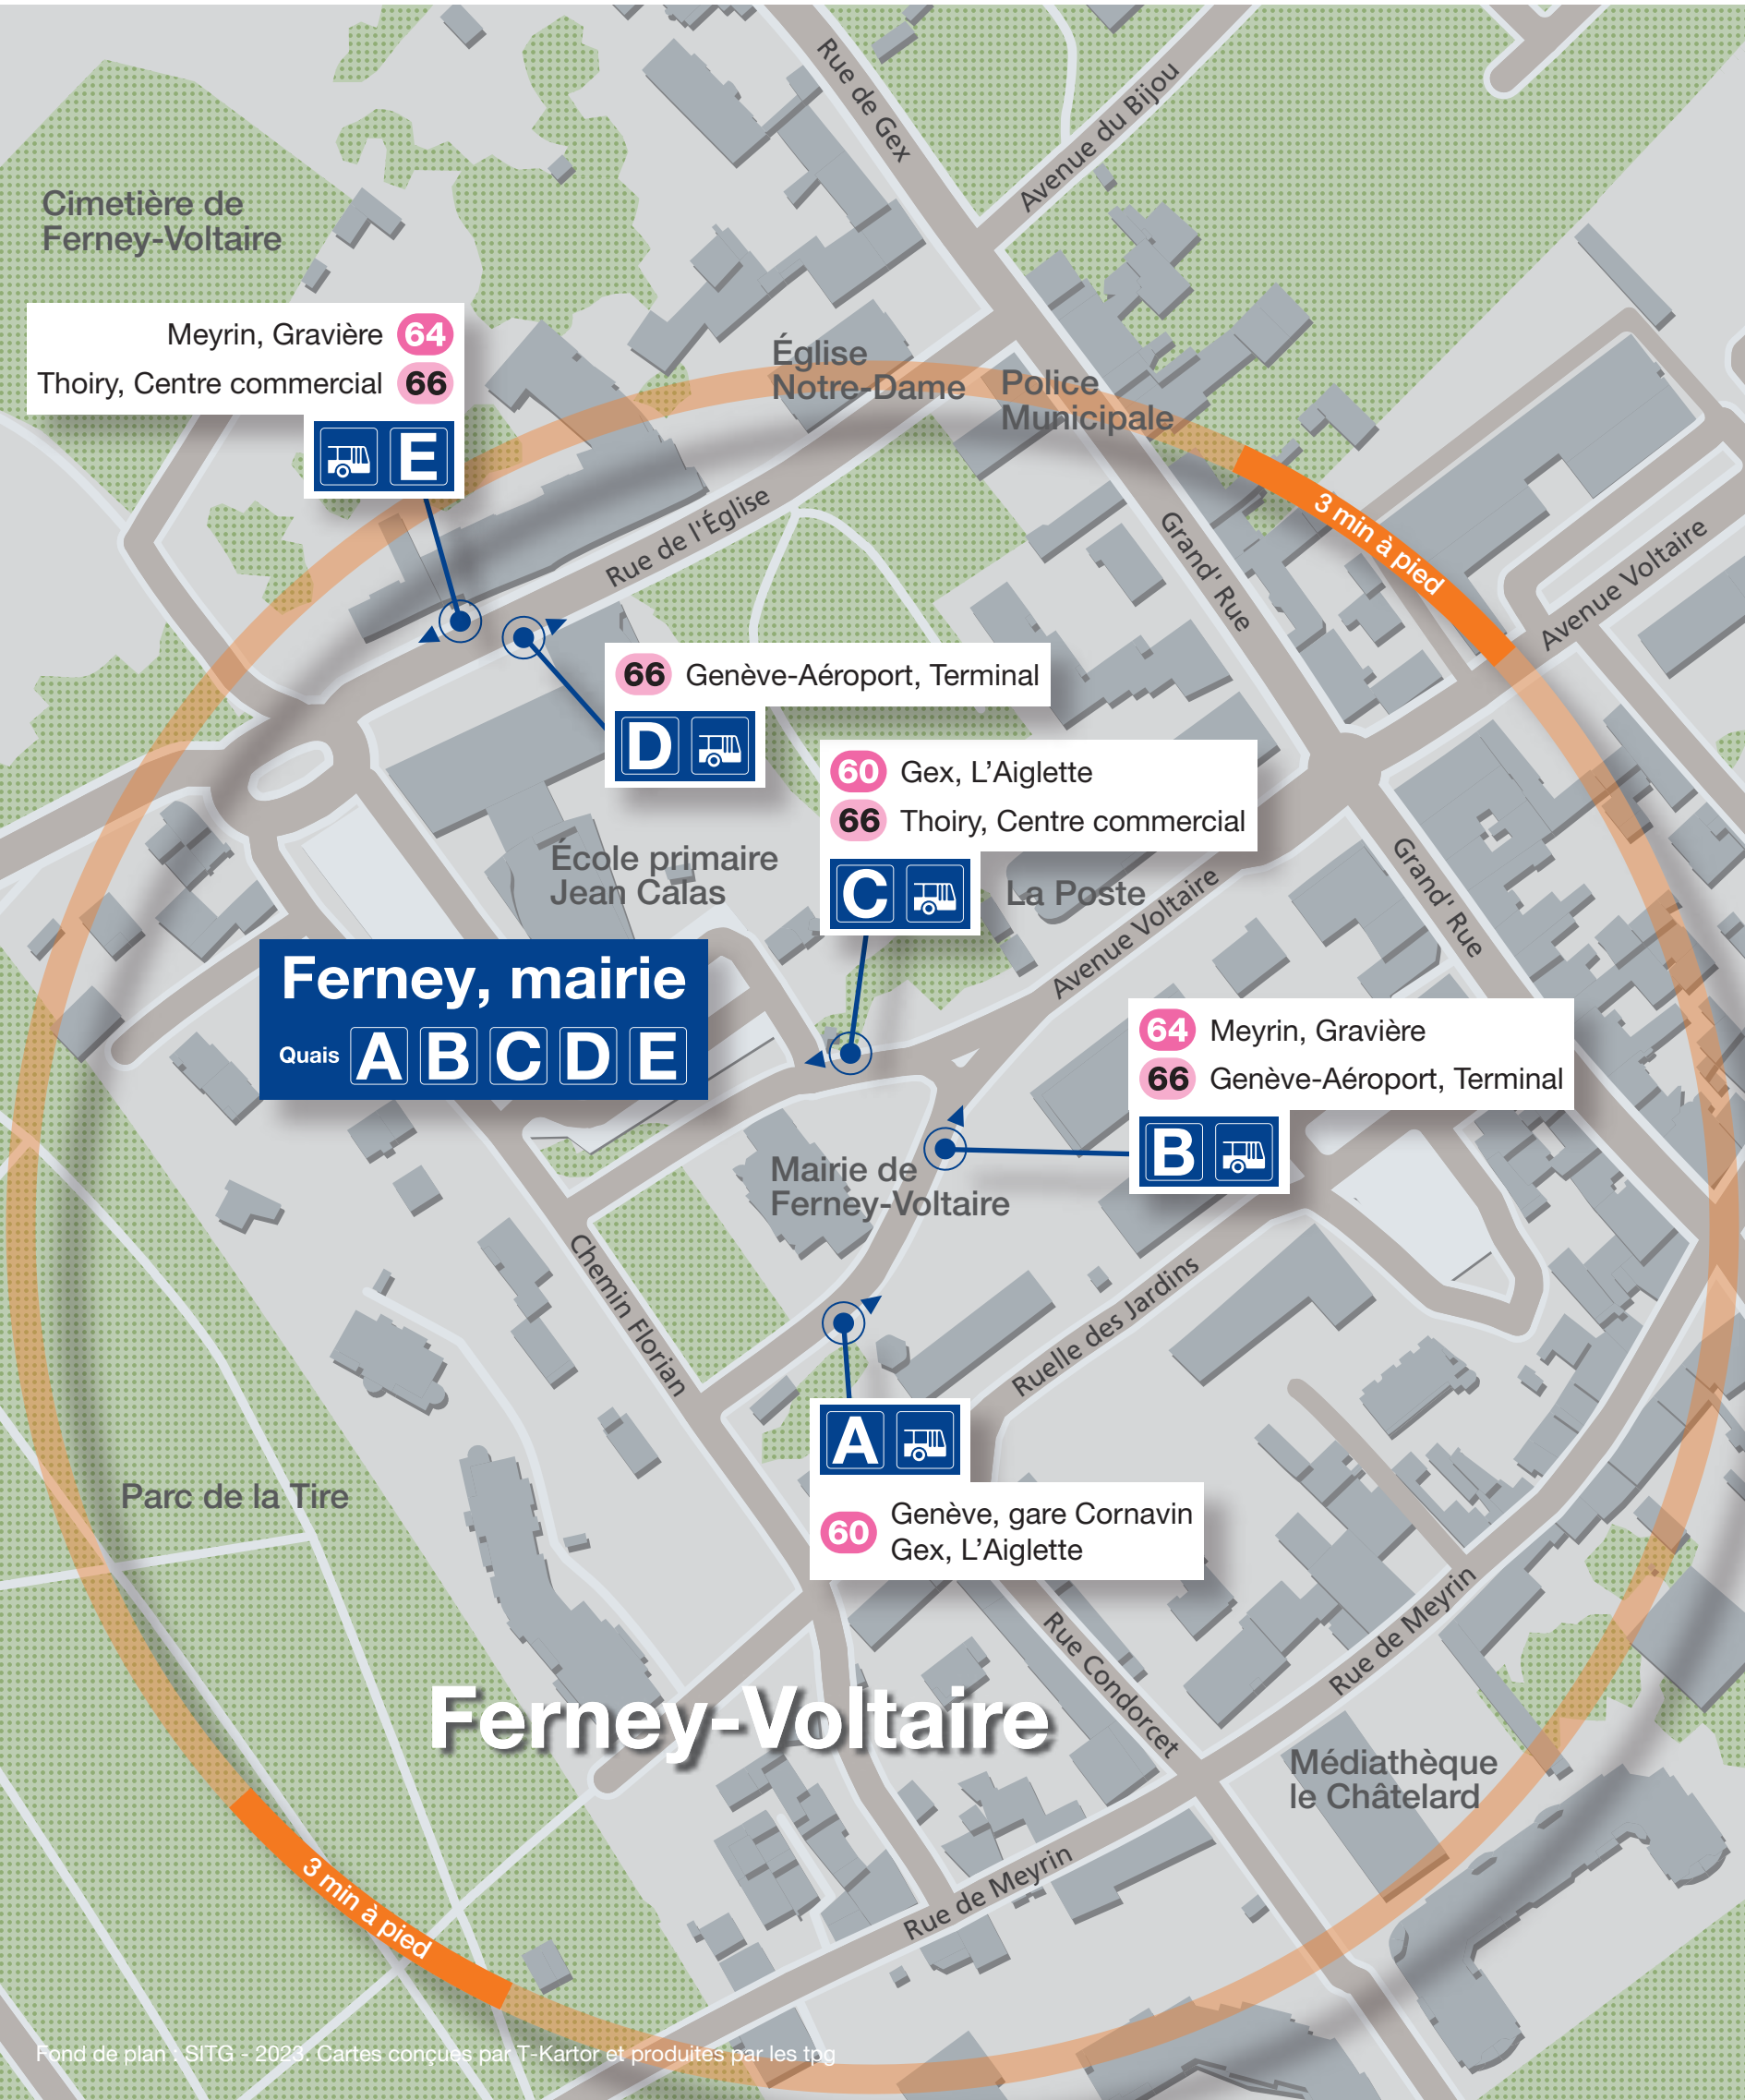 Rue de Gex
Avenue du Bijou
Cimetière de
Ferney-Voltaire
Meyrin, Gravière 64
Thoiry, Centre commercial 66
E
Église
Notre-Dame
Police
Municipale
3 min à pied
Rue de l'Église
Grand' Rue
Avenue Voltaire
66 Genève-Aéroport, Terminal
D
60 Gex, L'Aiglette
66 Thoiry, Centre commercial
C
École primaire
Jean Calas
La Poste
Avenue Voltaire
Grand' Rue
Ferney, mairie
Quais A B C D E
64 Meyrin, Gravière
66 Genève-Aéroport, Terminal
B
Mairie de
Ferney-Voltaire
Chemin Florian
Ruelle des Jardins
A
60 Genève, gare Cornavin
Gex, L'Aiglette
Parc de la Tire
Rue de Meyrin
Rue Condorcet
Ferney-Voltaire
Médiathèque
le Châtelard
Rue de Meyrin
3 min à pied
Fond de plan : SITG - 2023. Cartes conçues par T-Kartor et produites par les tpg